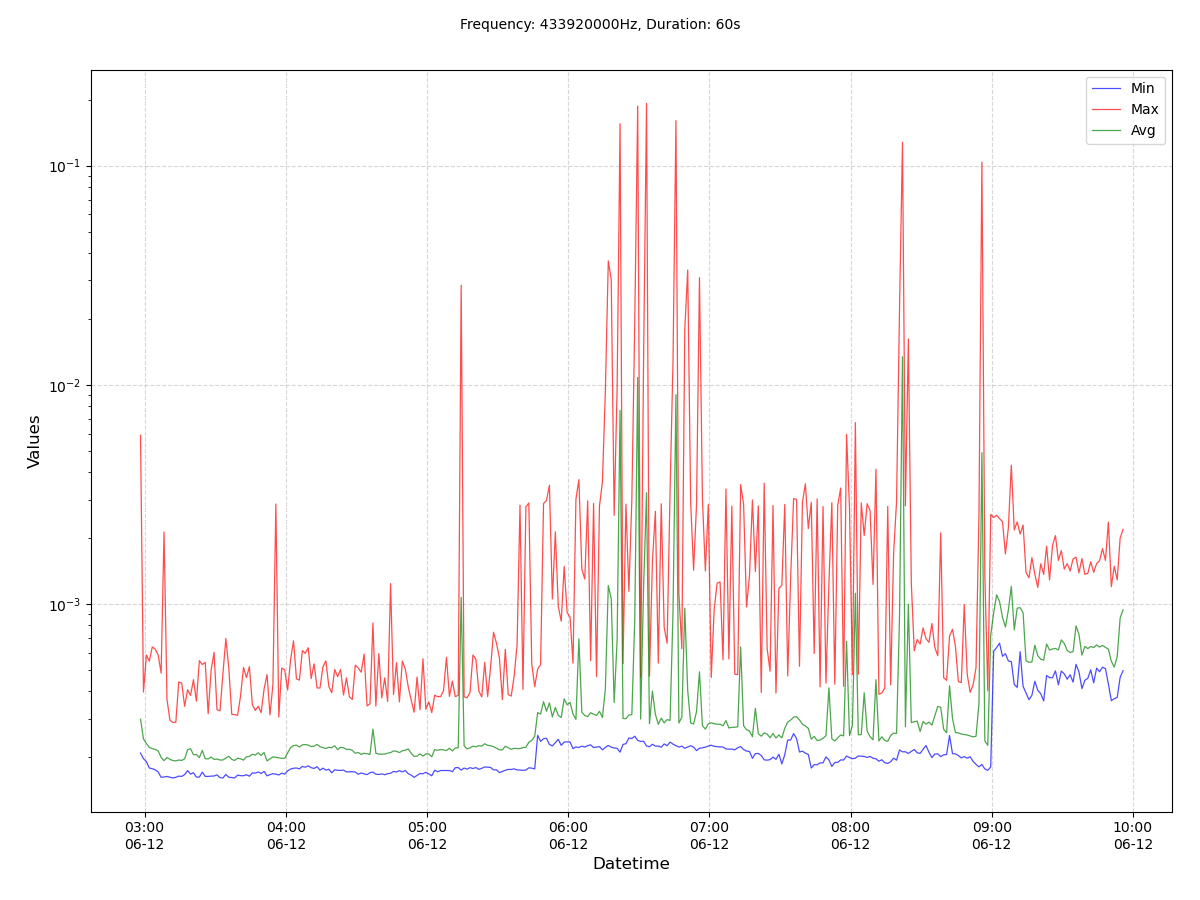 Frequency: 433920000Hz, Duration: 60s
Min
Max
Avg
10⁻¹
10⁻²
10⁻³
Values
03:00 04:00 05:00 06:00 07:00 08:00 09:00 10:00
06-12 06-12 06-12 06-12 06-12 06-12 06-12 06-12
Datetime